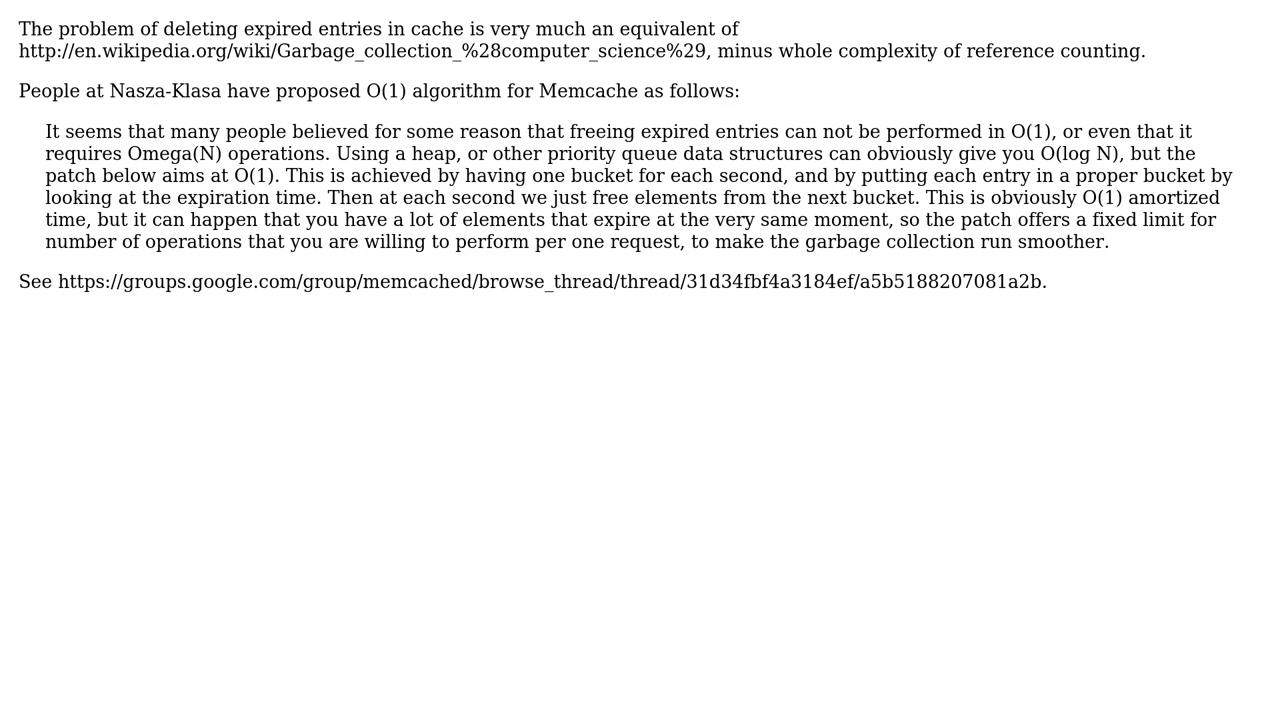 The problem of deleting expired entries in cache is very much an equivalent of
http://en.wikipedia.org/wiki/Garbage_collection_%28computer_science%29, minus whole complexity of reference counting.
People at Nasza-Klasa have proposed O(1) algorithm for Memcache as follows:
It seems that many people believed for some reason that freeing expired entries can not be performed in O(1), or even that it
requires Omega(N) operations. Using a heap, or other priority queue data structures can obviously give you O(log N), but the
patch below aims at O(1). This is achieved by having one bucket for each second, and by putting each entry in a proper bucket by
looking at the expiration time. Then at each second we just free elements from the next bucket. This is obviously O(1) amortized
time, but it can happen that you have a lot of elements that expire at the very same moment, so the patch offers a fixed limit for
number of operations that you are willing to perform per one request, to make the garbage collection run smoother.
See https://groups.google.com/group/memcached/browse_thread/thread/31d34fbf4a3184ef/a5b5188207081a2b.